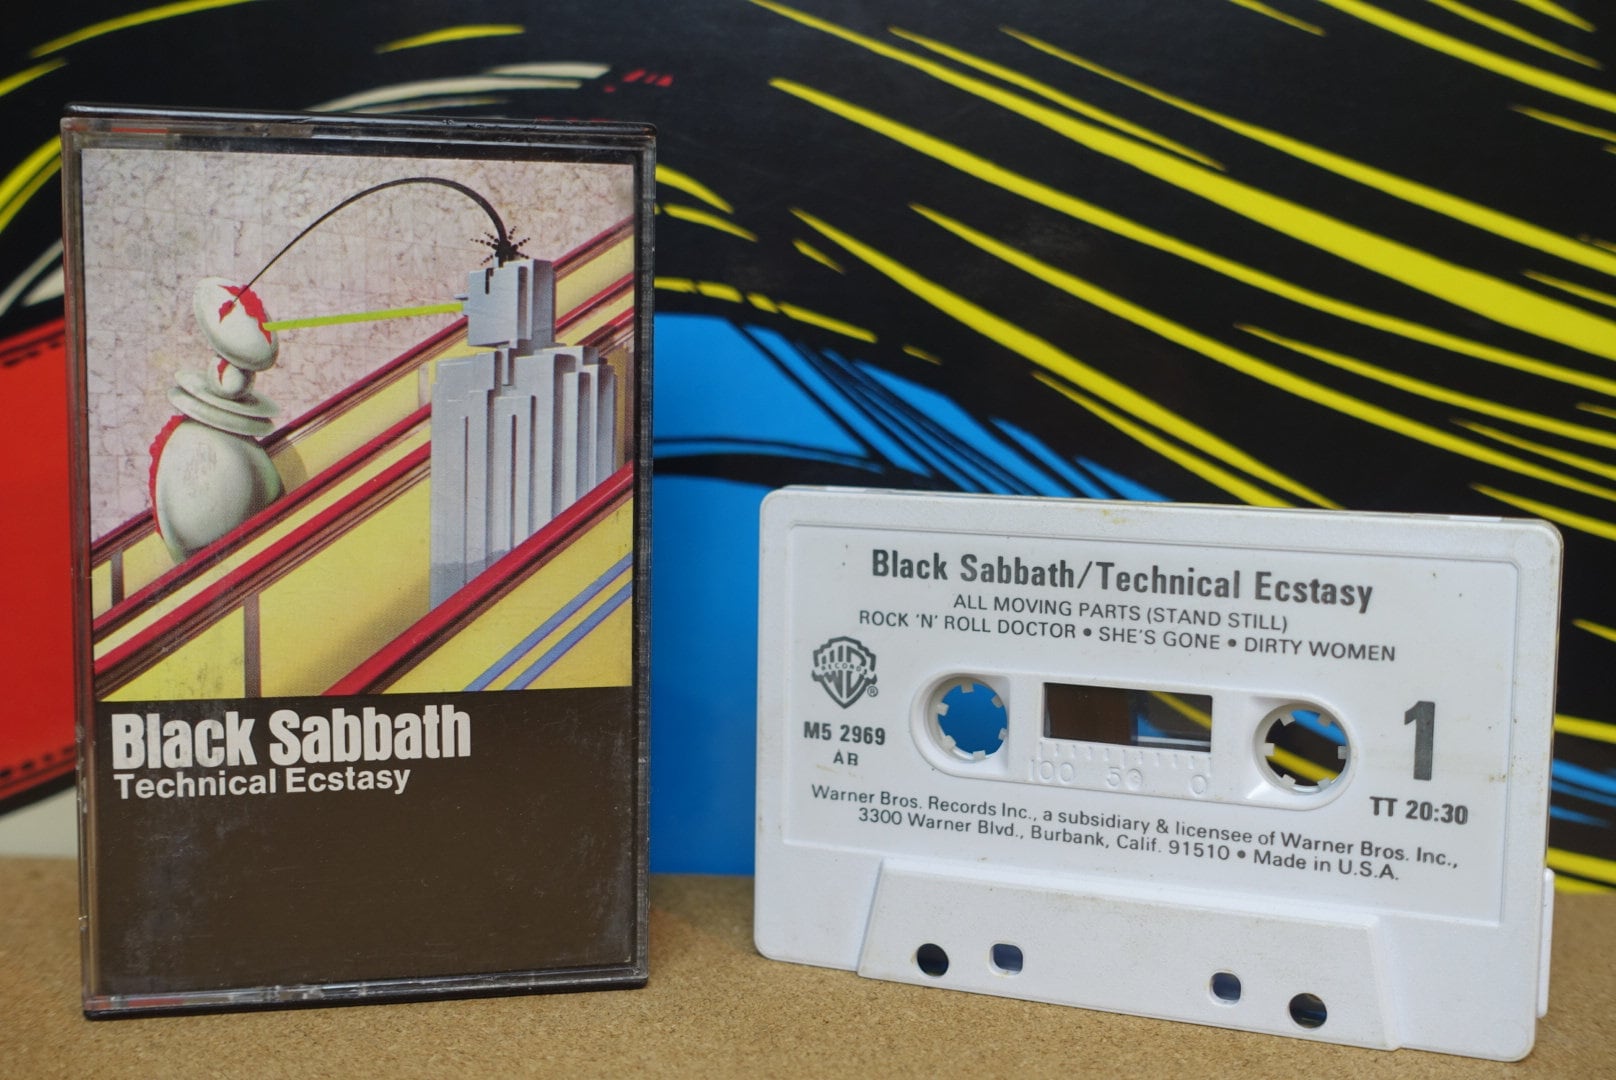 Black Sabbath
Technical Ecstasy
Black Sabbath/Technical Ecstasy
ALL MOVING PARTS (STAND STILL)
ROCK 'N' ROLL DOCTOR • SHE'S GONE • DIRTY WOMEN
WB
RECORDS
®
M5 2969
AB
1
TT 20:30
100 50 0
Warner Bros. Records Inc., a subsidiary & licensee of Warner Bros. Inc.,
3300 Warner Blvd., Burbank, Calif. 91510 • Made in U.S.A.